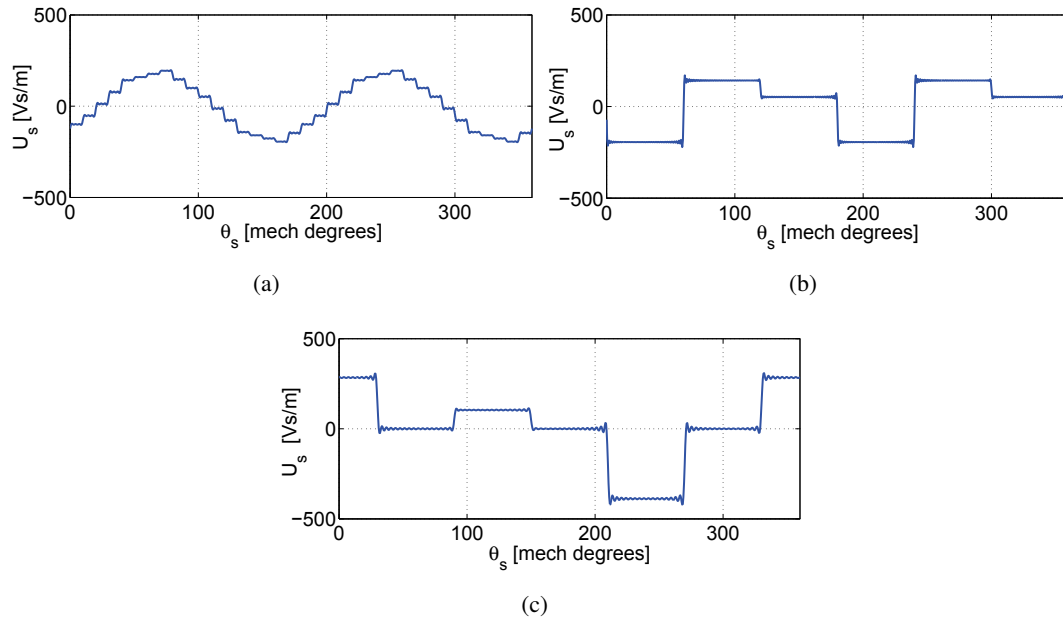 500
0
−500
U_s [Vs/m]
0 100 200 300
θ_s [mech degrees]
(a)
500
0
−500
U_s [Vs/m]
0 100 200 300
θ_s [mech degrees]
(b)
500
0
−500
U_s [Vs/m]
0 100 200 300
θ_s [mech degrees]
(c)